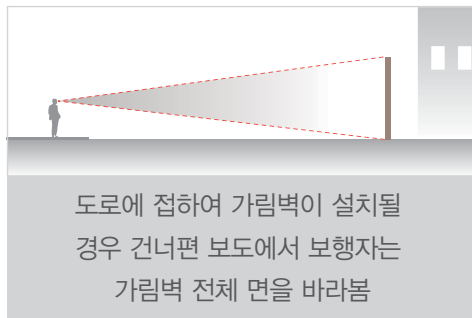 도로에 접하여 가림벽이 설치될
경우 건너편 보도에서 보행자는
가림벽 전체 면을 바라봄